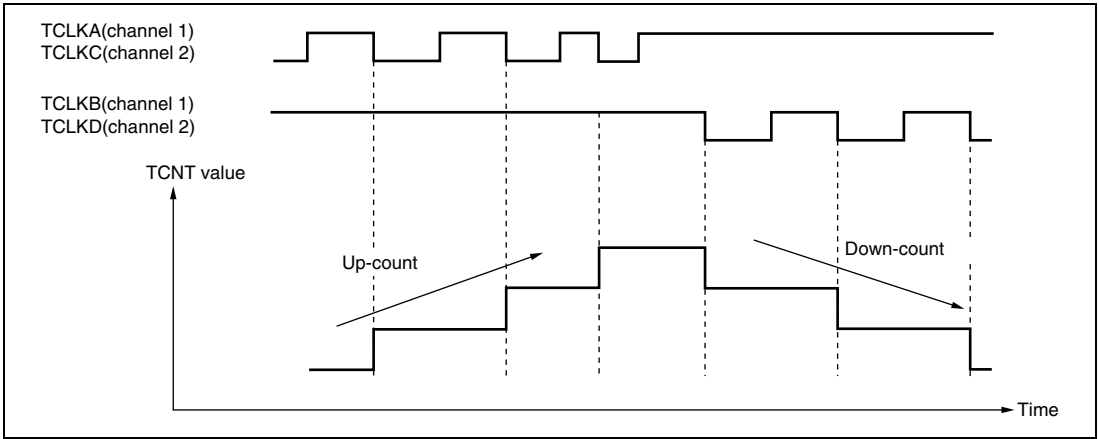 TCLKA(channel 1)
TCLKC(channel 2)
TCLKB(channel 1)
TCLKD(channel 2)
TCNT value
Up-count
Down-count
Time